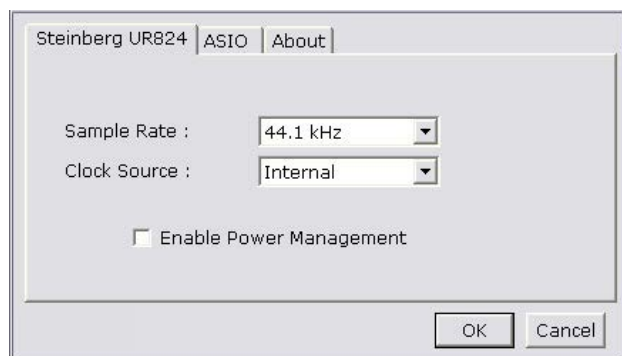 Steinberg UR824 ASIO About
Sample Rate : 44.1 kHz
Clock Source : Internal
Enable Power Management
OK Cancel